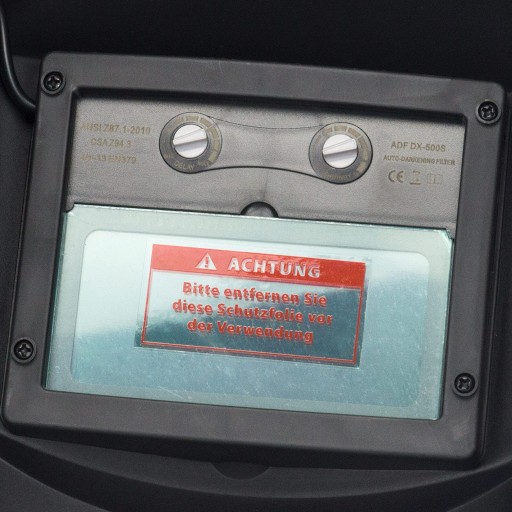 ANSI Z87.1-2010
CSA Z94.3
ADF DX-500S
AUTO-DARKENING FILTER
CE
ACHTUNG
Bitte entfernen Sie
diese Schutzfolie vor
der Verwendung